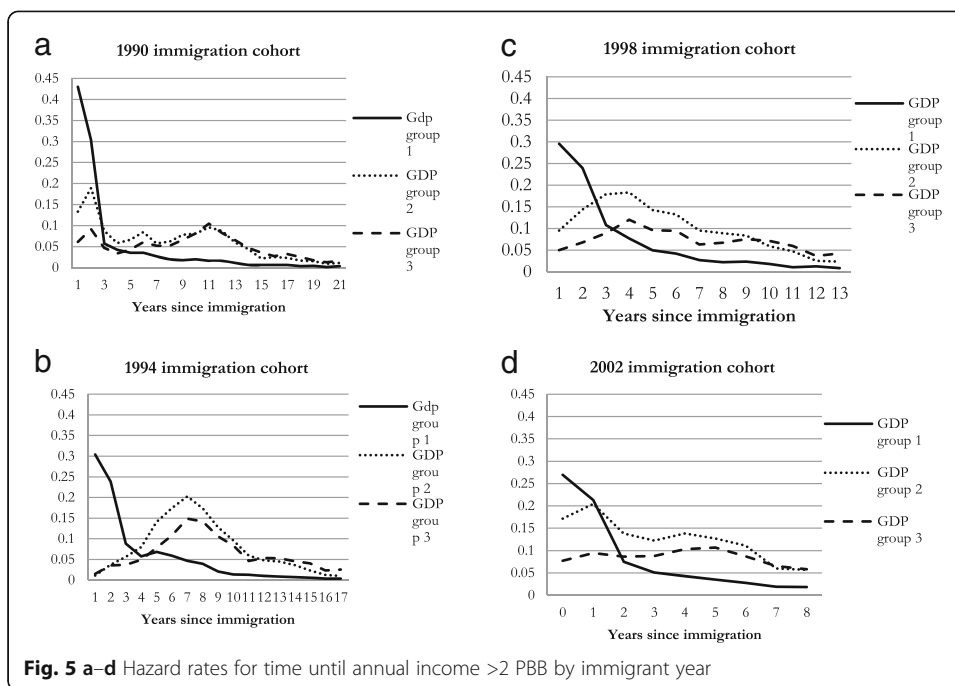 a
1990 immigration cohort
0.45
0.4
0.35
0.3
0.25
0.2
0.15
0.1
0.05
0
1 3 5 7 9 11 13 15 17 19 21
Years since immigration
Gdp
group
1
GDP
group
2
GDP
group 3
c
1998 immigration cohort
0.45
0.4
0.35
0.3
0.25
0.2
0.15
0.1
0.05
0
1 2 3 4 5 6 7 8 9 10 11 12 13
Years since immigration
GDP
group
1
GDP
group
2
GDP
group
3
b
1994 immigration cohort
0.45
0.4
0.35
0.3
0.25
0.2
0.15
0.1
0.05
0
1 2 3 4 5 6 7 8 9 10 11 12 13 14 15 16 17
Years since immigration
Gdp
grou
p 1
GDP
grou
p 2
GDP
grou
p 3
d
2002 immigration cohort
0.45
0.4
0.35
0.3
0.25
0.2
0.15
0.1
0.05
0
0 1 2 3 4 5 6 7 8
Years since immigration
GDP
group 1
GDP
group 2
GDP
group 3
Fig. 5 a–d Hazard rates for time until annual income >2 PBB by immigrant year